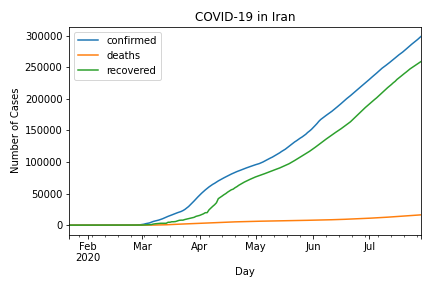 COVID-19 in Iran
confirmed
deaths
recovered
Number of Cases
300000
250000
200000
150000
100000
50000
0
Feb Mar Apr May Jun Jul
2020
Day